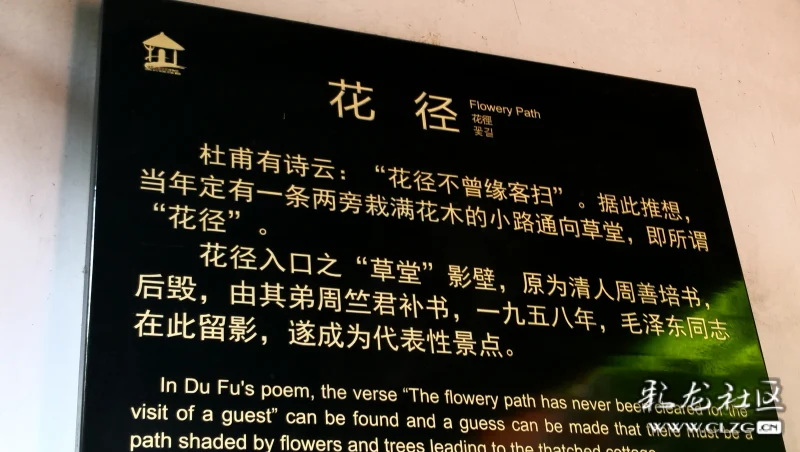 花 径
Flowery Path
花徑
꽃길
杜甫有诗云：“花径不曾缘客扫”。据此推想，
当年定有一条两旁栽满花木的小路通向草堂，即所谓
“花径”。
花径入口之“草堂”影壁，原为清人周善培书，
后毁，由其弟周竺君补书，一九五八年，毛泽东同志
在此留影，遂成为代表性景点。
In Du Fu's poem, the verse “The flowery path has never been cleared for the
visit of a guest” can be found and a guess can be made that there must be a
path shaded by flowers and trees leading to the thatched cottage
彩龙社区
WWW.CLZG.CN